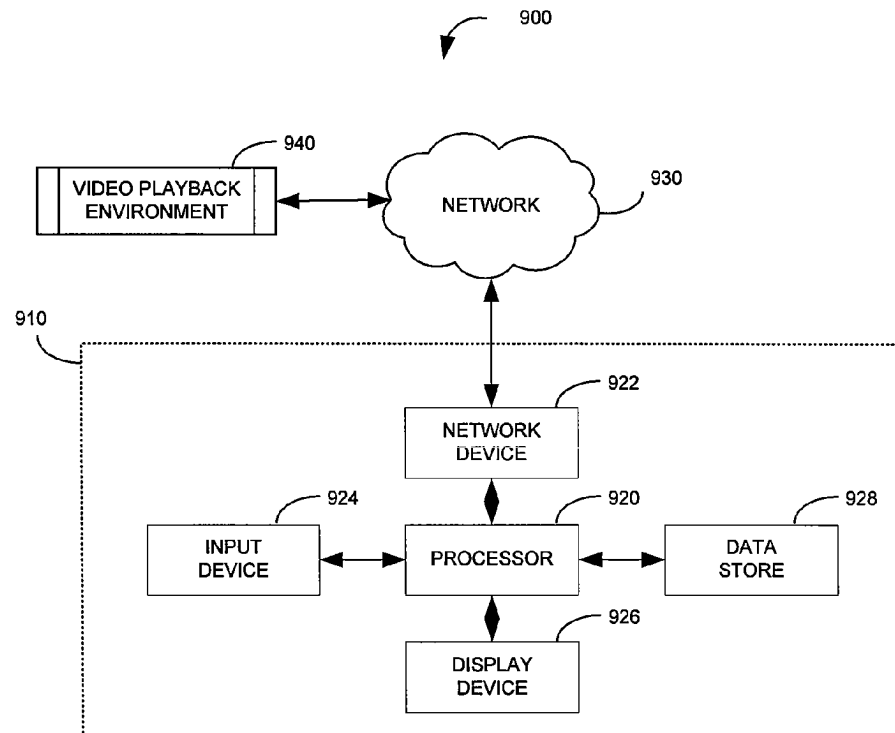 900
940
VIDEO PLAYBACK
ENVIRONMENT
NETWORK
930
910
922
NETWORK
DEVICE
924
920
928
INPUT
DEVICE
PROCESSOR
DATA
STORE
926
DISPLAY
DEVICE